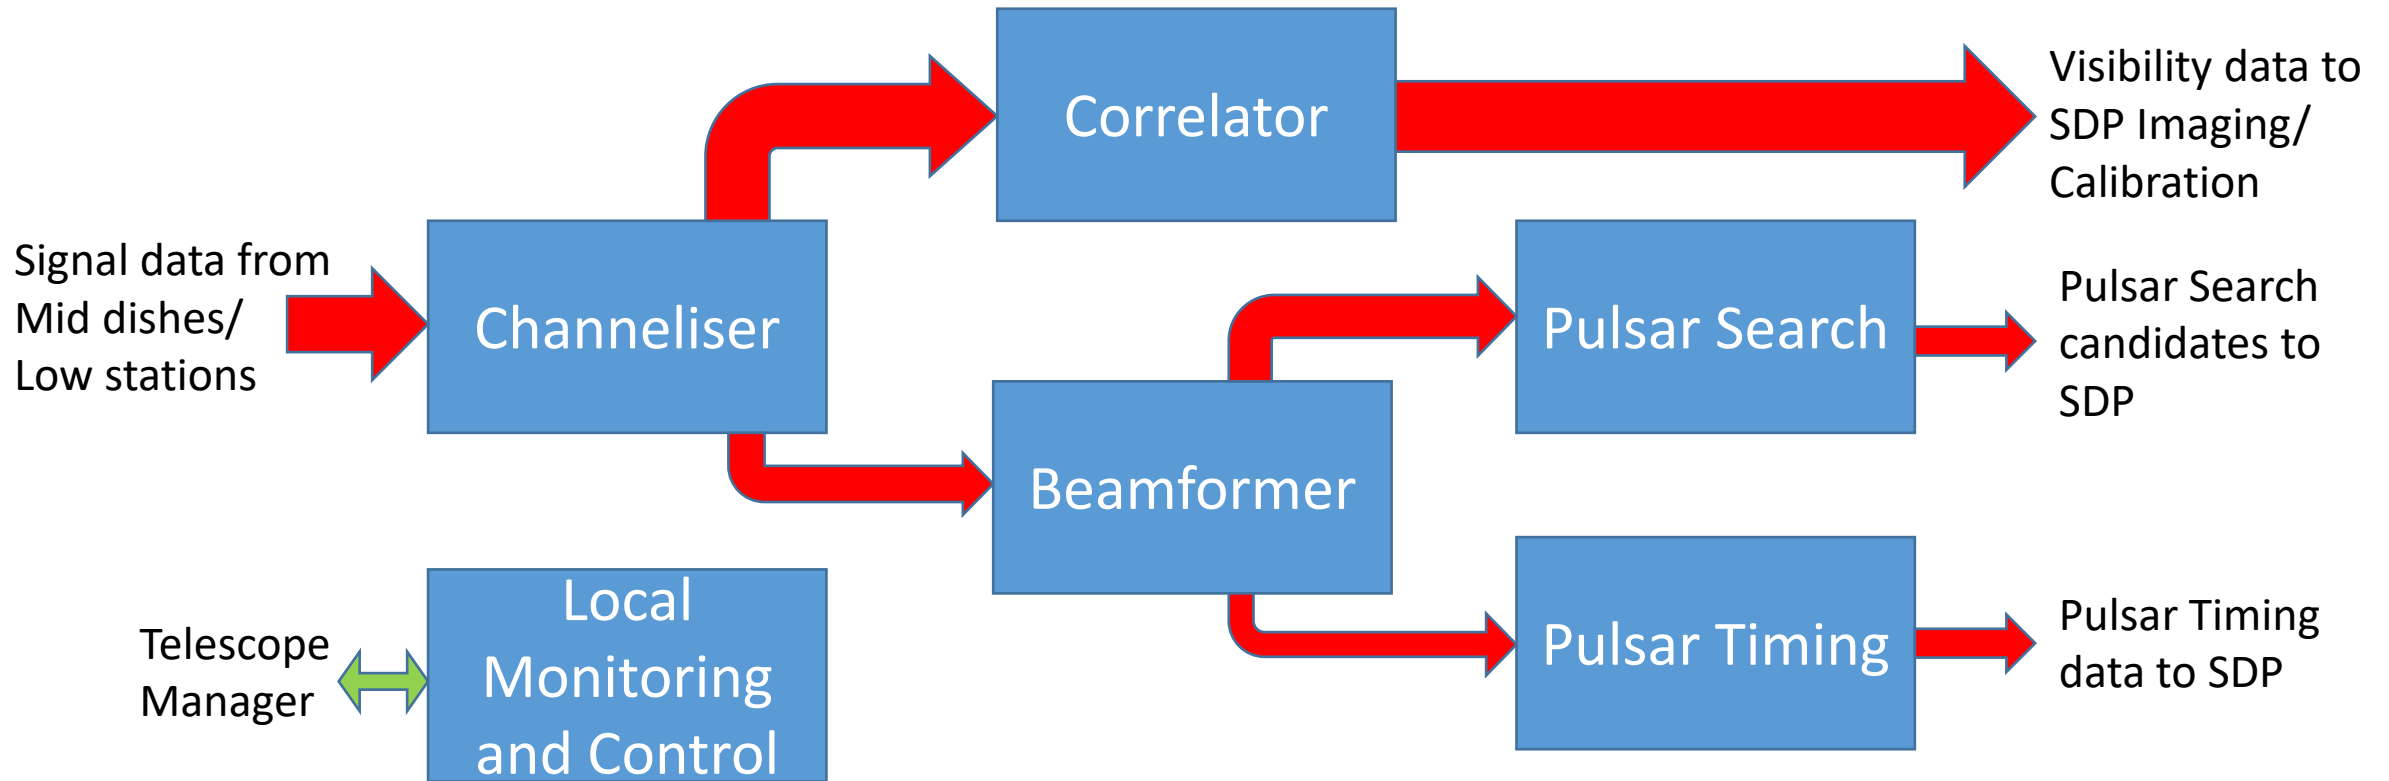 Signal data from
Mid dishes/
Low stations
Channeliser
Correlator
Visibility data to
SDP Imaging/
Calibration
Beamformer
Pulsar Search
Pulsar Search
candidates to
SDP
Pulsar Timing
Pulsar Timing
data to SDP
Telescope
Manager
Local
Monitoring
and Control